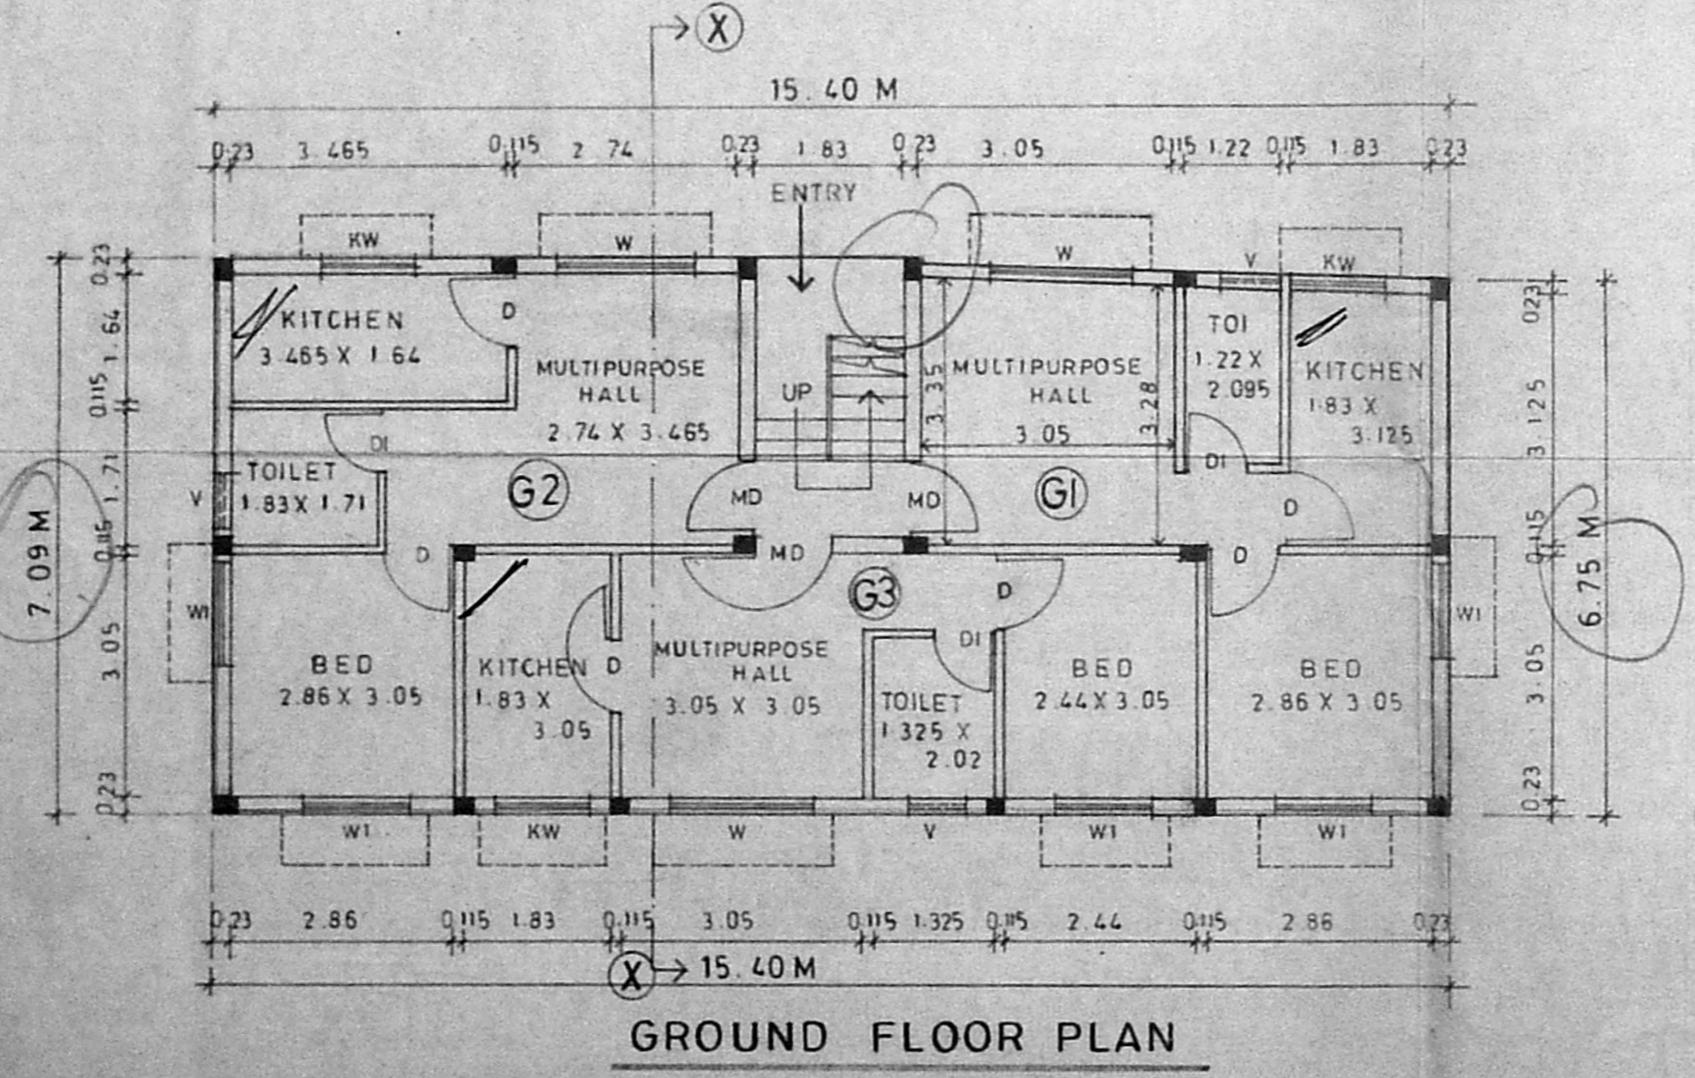 X
15.40 M
0.23 3.465 0.115 2.74 0.23 1.83 0.23 3.05 0.115 1.22 0.115 1.83 0.23
ENTRY
KW W W V KW
0.23
1.64
0.115
1.71
0.115
3.05
0.23
7.09 M
KITCHEN
3.465 X 1.64
D
MULTIPURPOSE
HALL
2.74 X 3.465
UP
3.35
MULTIPURPOSE
HALL
3.05
3.28
TOI
1.22 X
2.095
KITCHEN
1.83 X
3.125
DI
TOILET
1.83 X 1.71
V
G2
MD
MD
G1
DI
D
D
MD
D
WI
BED
2.86 X 3.05
KITCHEN
1.83 X
3.05
D
G3
MULTIPURPOSE
HALL
3.05 X 3.05
D
DI
TOILET
1.325 X
2.02
BED
2.44 X 3.05
BED
2.86 X 3.05
WI
023
3.125
0.115
3.05
0.23
6.75 M
W1 KW W V W1 W1
0.23 2.86 0.115 1.83 0.115 3.05 0.115 1.325 0.115 2.44 0.115 2.86 0.23
X 15.40 M
GROUND FLOOR PLAN